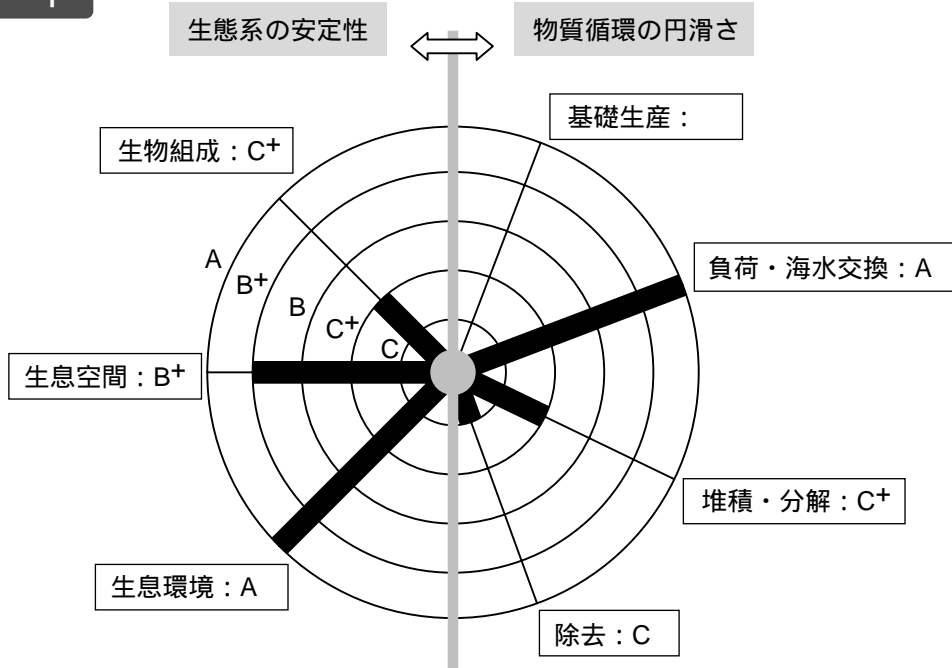 生態系の安定性
物質循環の円滑さ
基礎生産：
生物組成：C+
負荷・海水交換：A
A
B+
B
C+
C
生息空間：B+
堆積・分解：C+
生息環境：A
除去：C